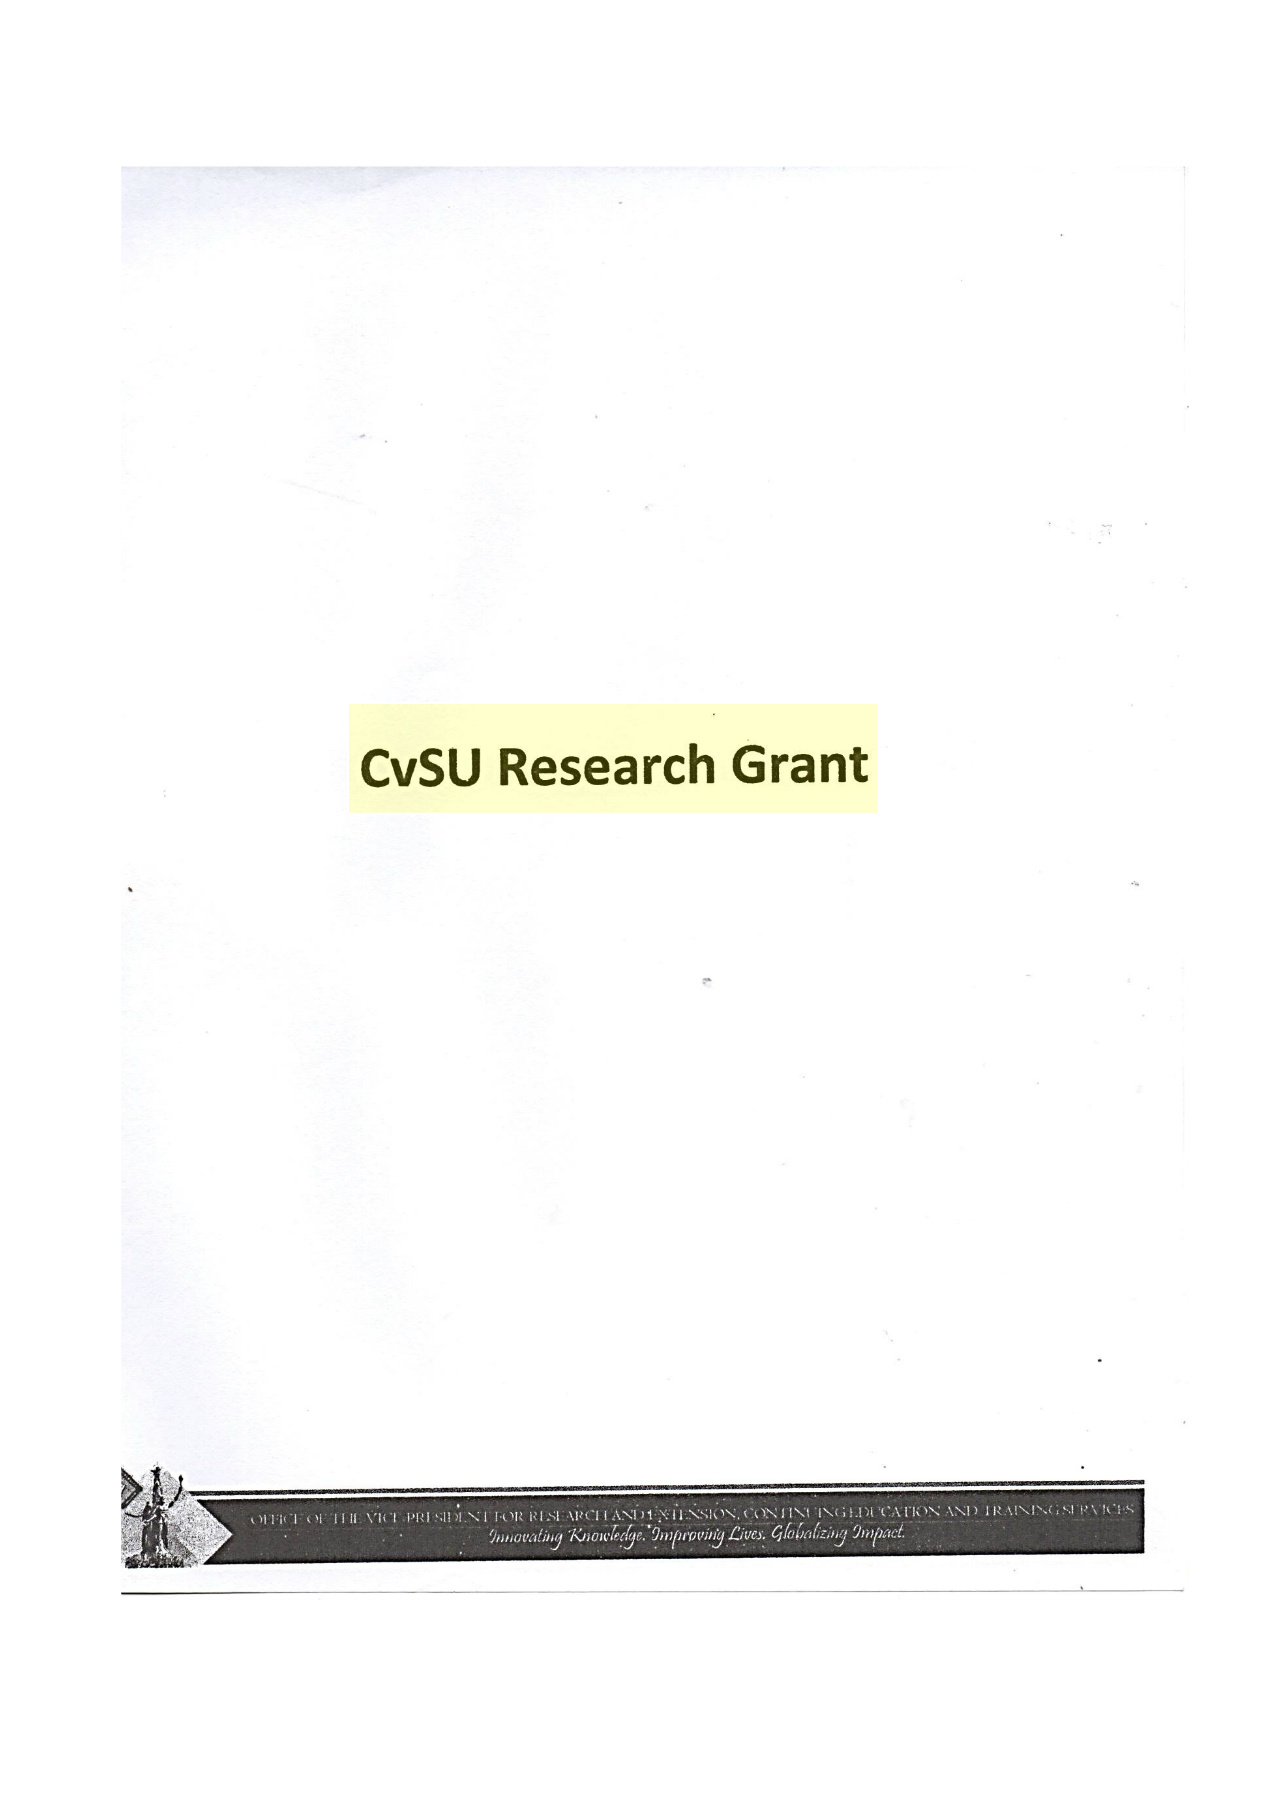 CvSU Research Grant
OFFICE OF THE VICE PRESIDENT FOR RESEARCH AND EXTENSION, CONTINUING EDUCATION AND TRAINING SERVICES
Innovating Knowledge. Improving Lives. Globalizing Impact.